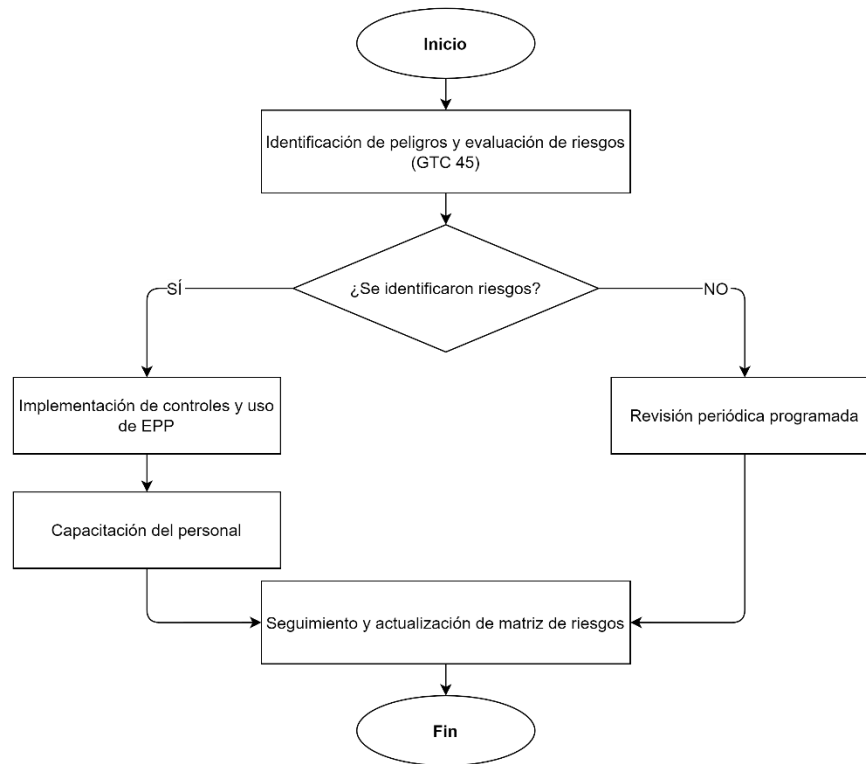 Inicio
Identificación de peligros y evaluación de riesgos
(GTC 45)
¿Se identificaron riesgos?
SÍ
NO
Implementación de controles y uso
de EPP
Revisión periódica programada
Capacitación del personal
Seguimiento y actualización de matriz de riesgos
Fin